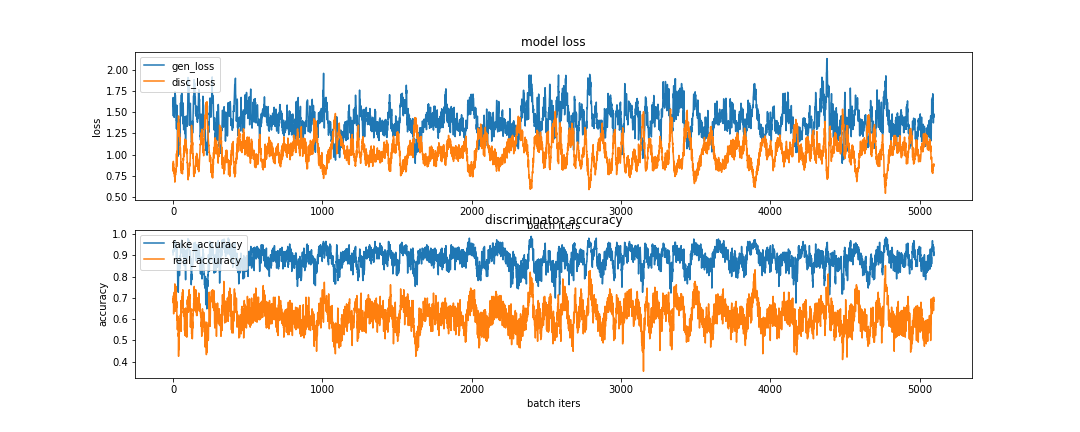 model loss
gen_loss
disc_loss
2.00
1.75
1.50
1.25
1.00
0.75
0.50
loss
0 1000 2000 3000 4000 5000
batch iters
discriminator accuracy
fake_accuracy
real_accuracy
1.0
0.9
0.8
0.7
0.6
0.5
0.4
accuracy
0 1000 2000 3000 4000 5000
batch iters